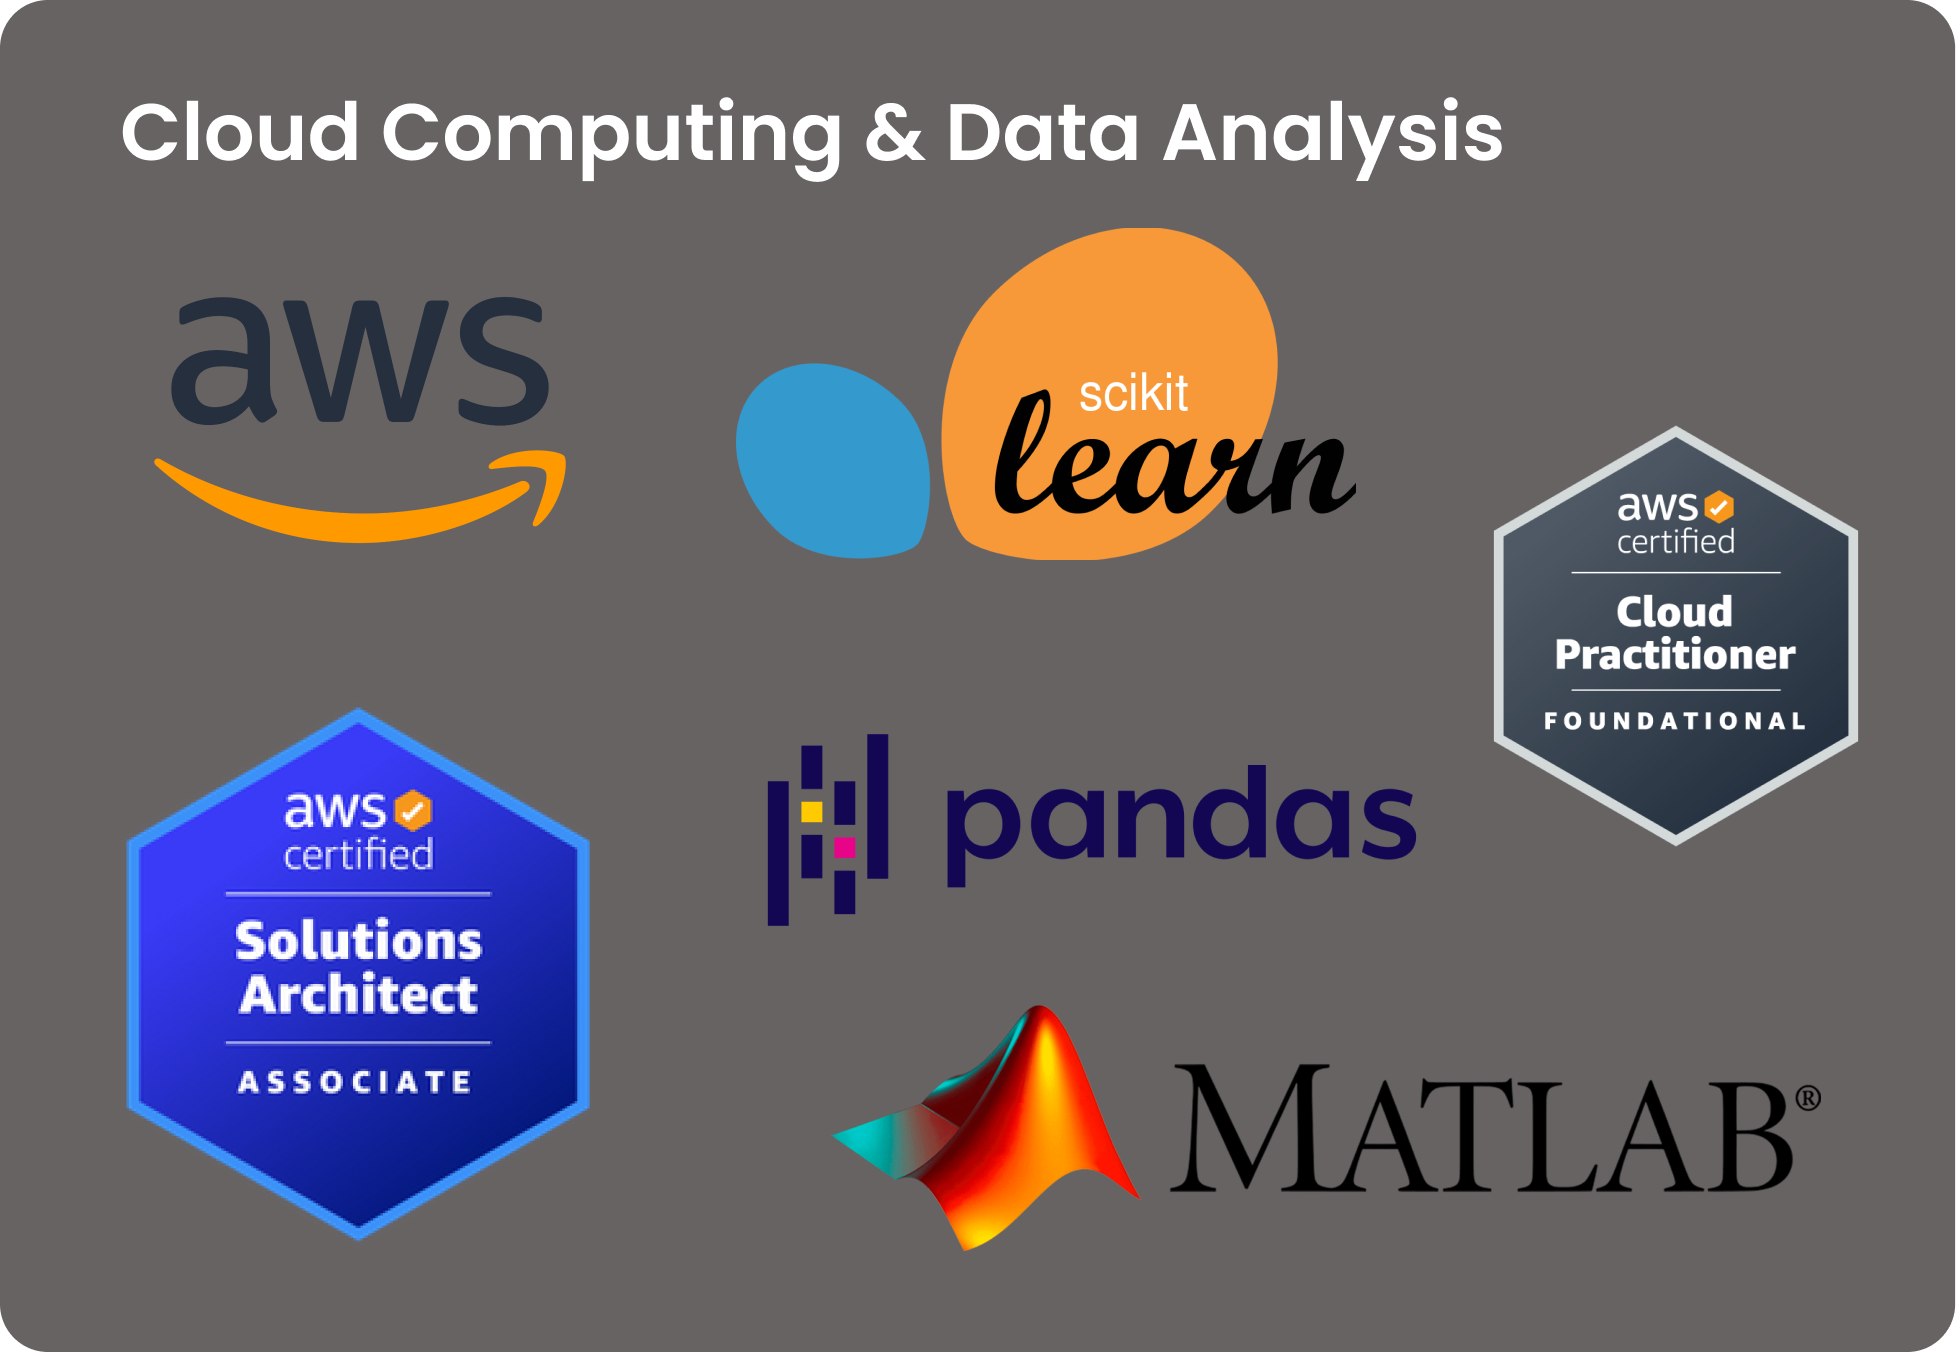 Cloud Computing & Data Analysis
aws
scikit
learn
aws
certified
Cloud
Practitioner
FOUNDATIONAL
aws
certified
Solutions
Architect
ASSOCIATE
pandas
MATLAB®